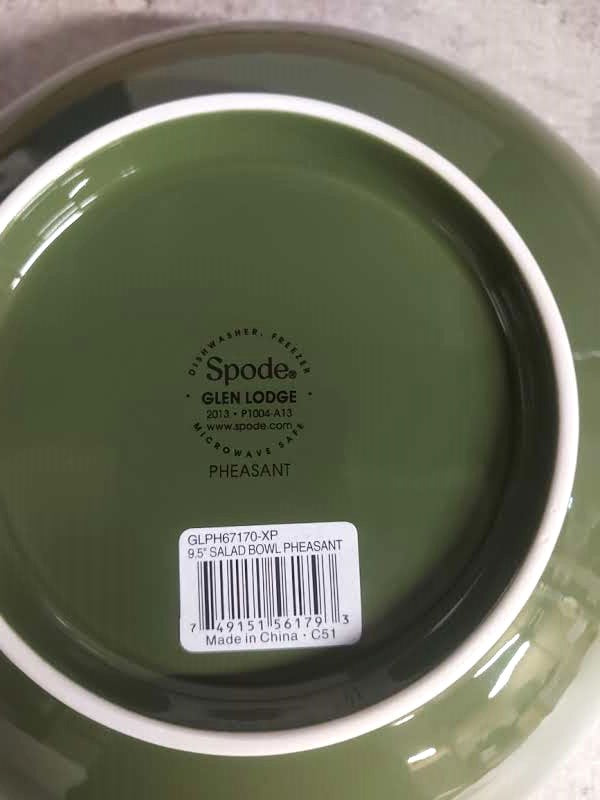 DISHWASHER, FREEZER
Spode®
• GLEN LODGE •
2013 • P1004-A13
www.spode.com
MICROWAVE SAFE
PHEASANT
GLPH67170-XP
9.5" SALAD BOWL PHEASANT
7 49151 56179 3
Made in China • C51